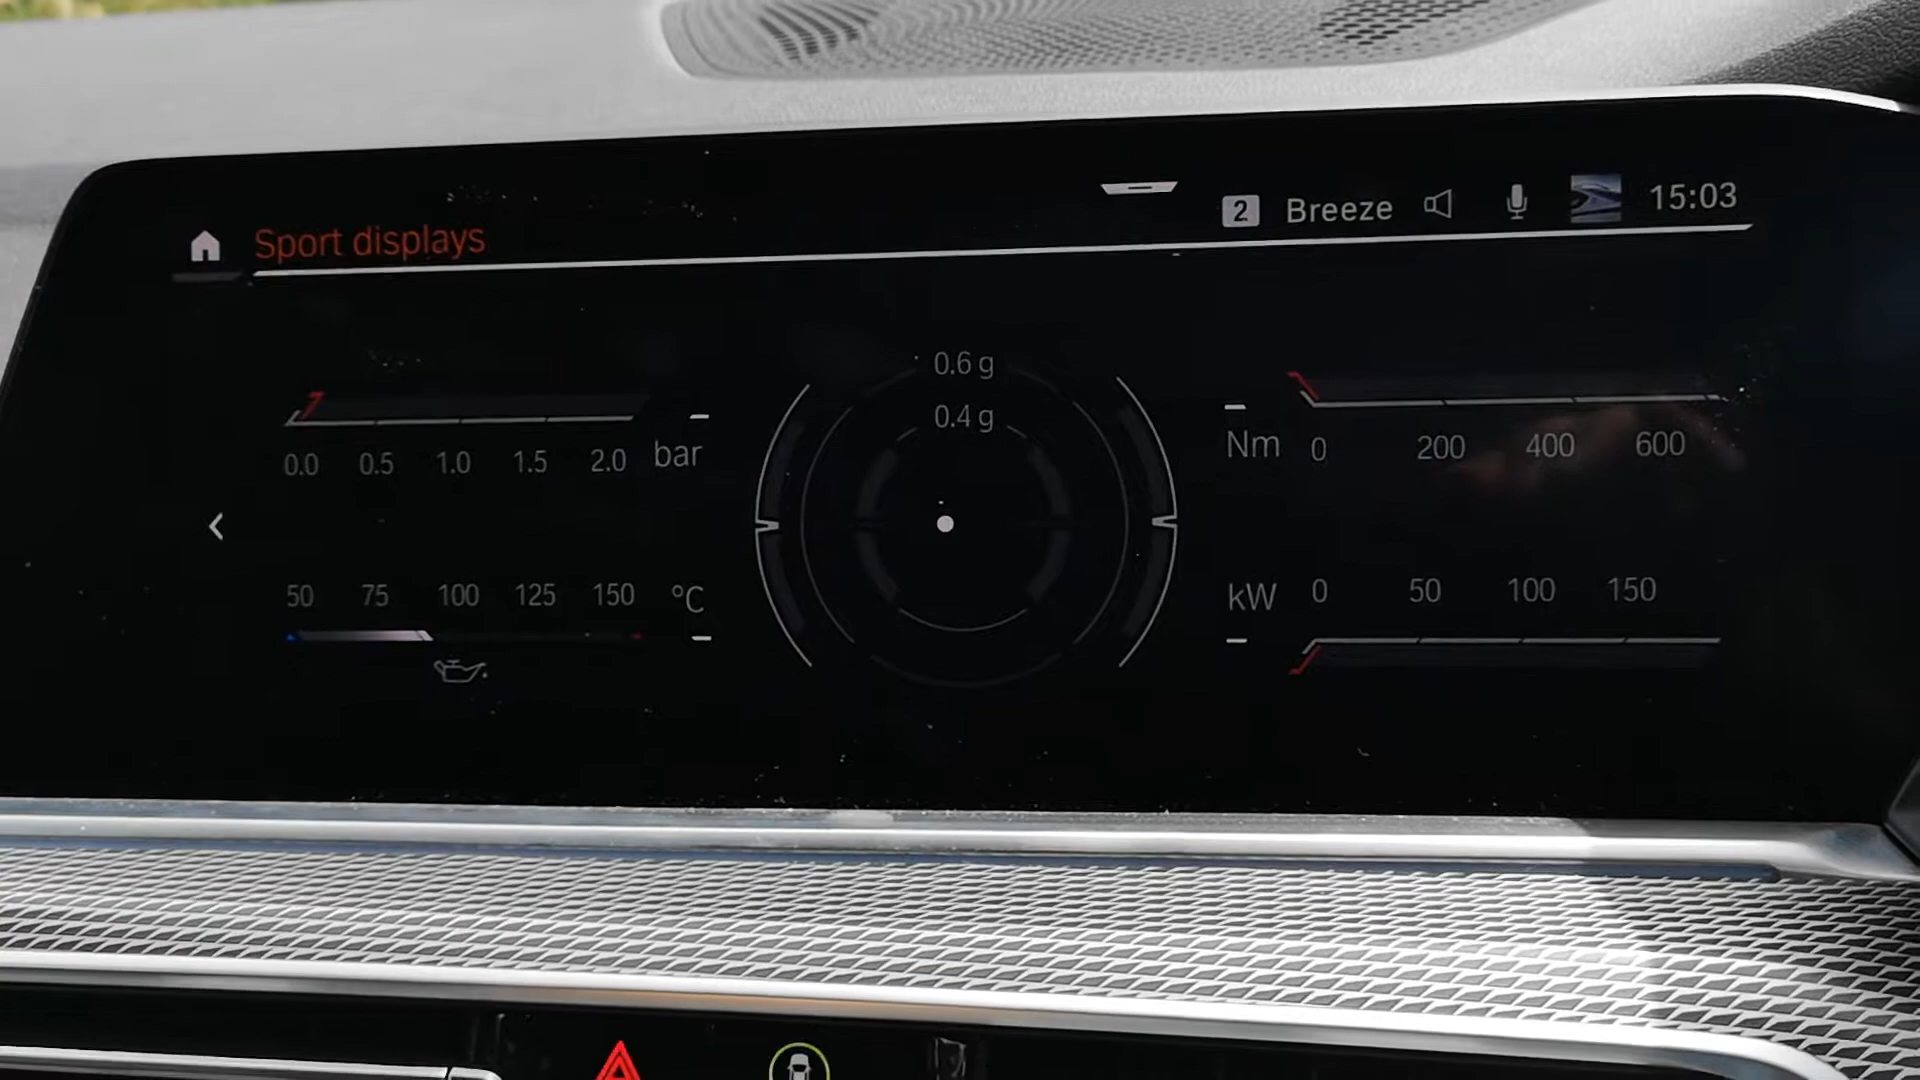 Sport displays
2 Breeze 15:03
0.6 g
0.4 g
0.0 0.5 1.0 1.5 2.0 bar
Nm 0 200 400 600
50 75 100 125 150 °C
kW 0 50 100 150